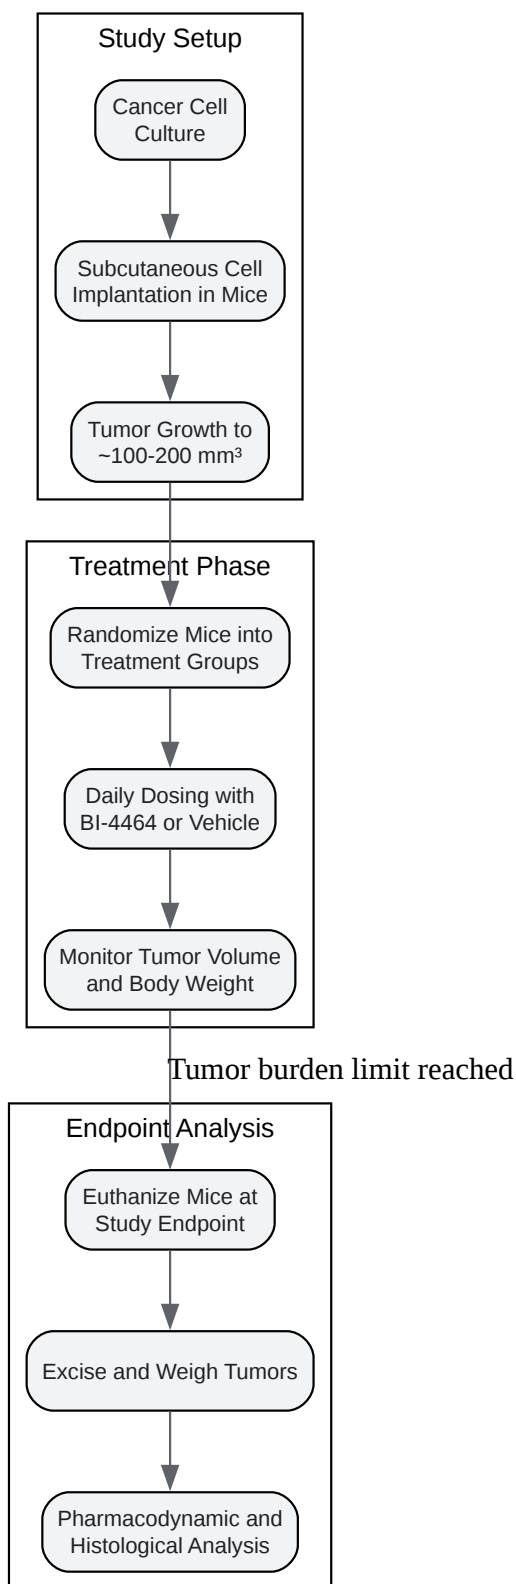 Study Setup
Cancer Cell
Culture
Subcutaneous Cell
Implantation in Mice
Tumor Growth to
~100-200 mm³
Treatment Phase
Randomize Mice into
Treatment Groups
Daily Dosing with
BI-4464 or Vehicle
Monitor Tumor Volume
and Body Weight
Tumor burden limit reached
Endpoint Analysis
Euthanize Mice at
Study Endpoint
Excise and Weigh Tumors
Pharmacodynamic and
Histological Analysis